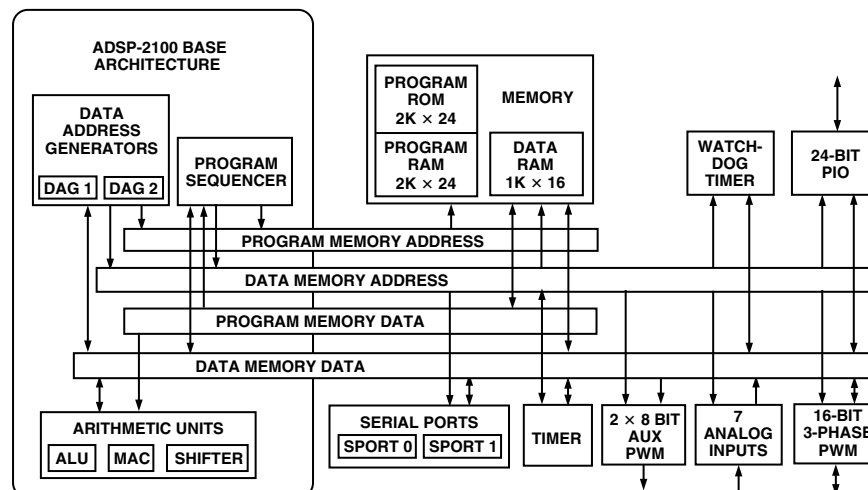 ADSP-2100 BASE
ARCHITECTURE
DATA
ADDRESS
GENERATORS
DAG 1
DAG 2
PROGRAM
SEQUENCER
PROGRAM
ROM
2K × 24
PROGRAM
RAM
2K × 24
MEMORY
DATA
RAM
1K × 16
WATCH-
DOG
TIMER
24-BIT
PIO
PROGRAM MEMORY ADDRESS
DATA MEMORY ADDRESS
PROGRAM MEMORY DATA
DATA MEMORY DATA
ARITHMETIC UNITS
ALU
MAC
SHIFTER
SERIAL PORTS
SPORT 0
SPORT 1
TIMER
2 × 8 BIT
AUX
PWM
7
ANALOG
INPUTS
16-BIT
3-PHASE
PWM